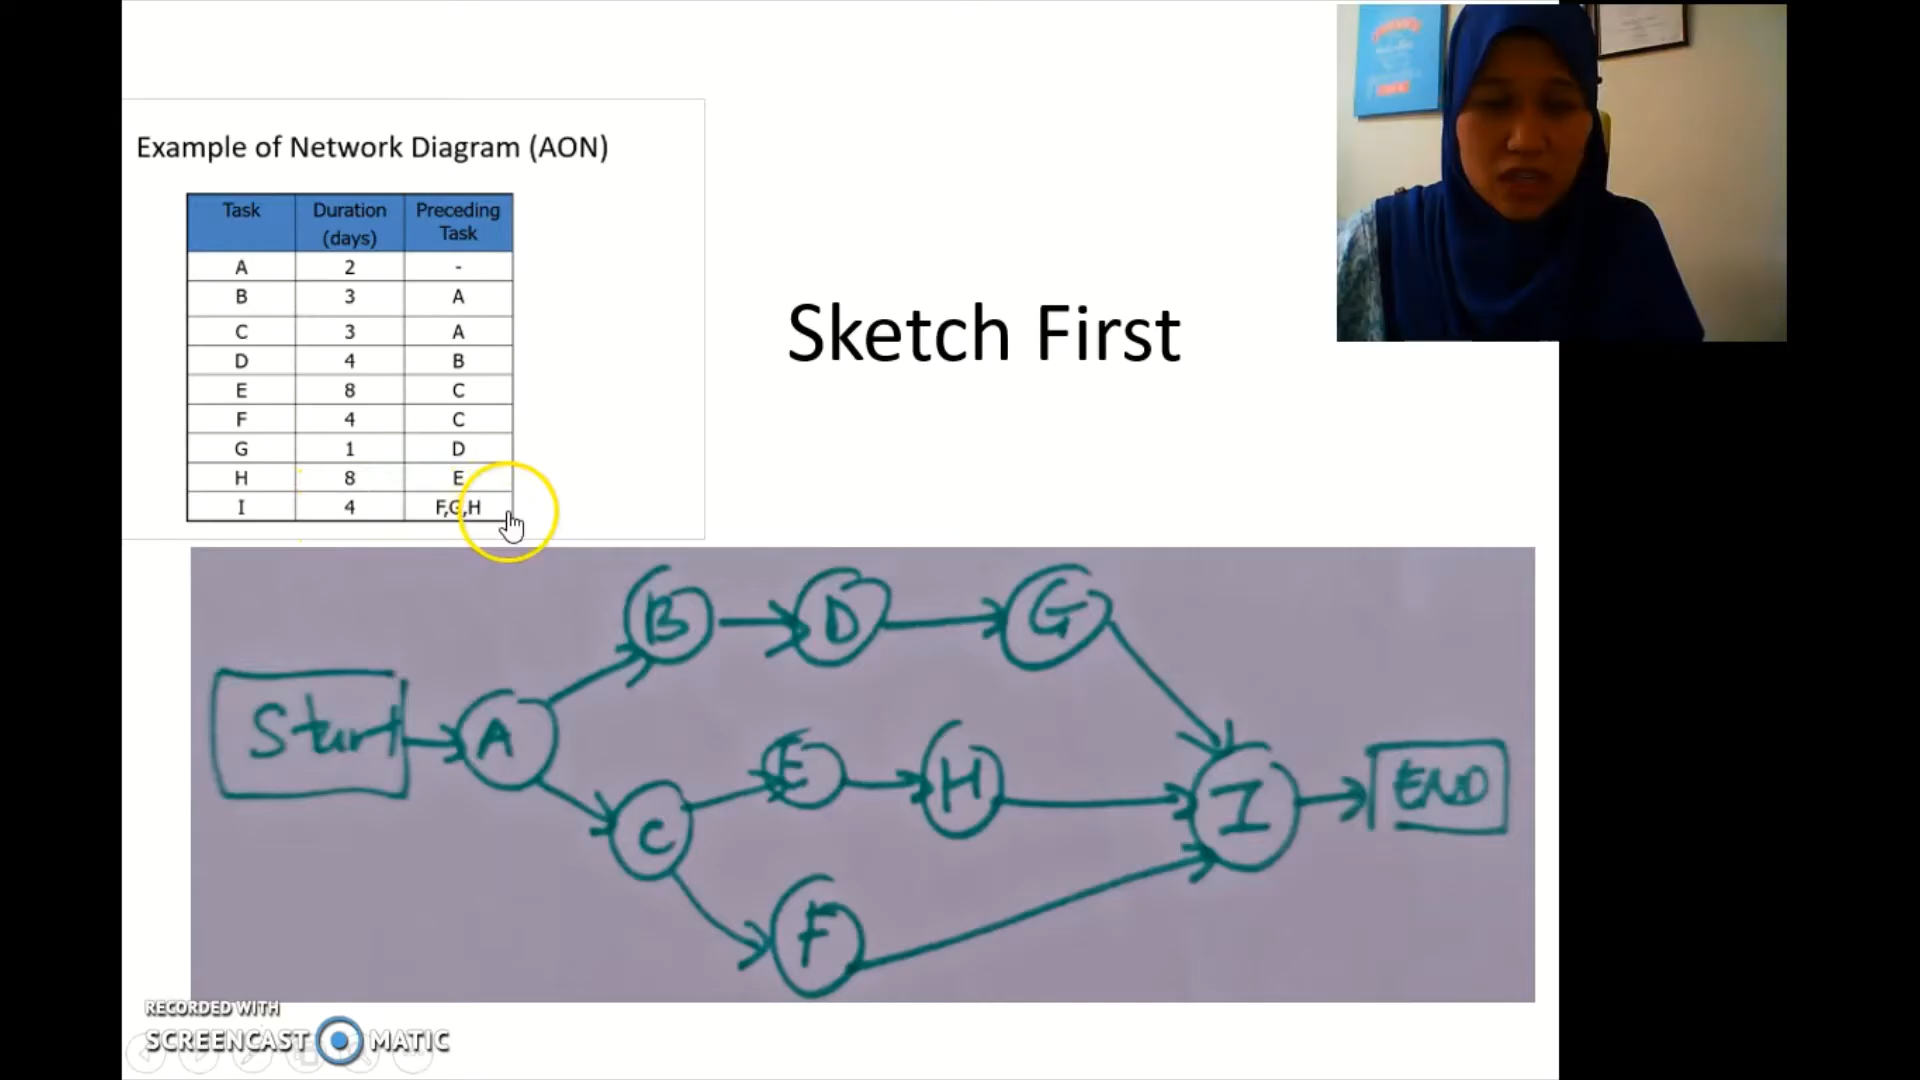 Example of Network Diagram (AON)
Task Duration (days) Preceding Task
A 2 -
B 3 A
C 3 A
D 4 B
E 8 C
F 4 C
G 1 D
H 8 E
I 4 F,G,H
Sketch First
B D G
Start A E H I END
C
F
RECORDED WITH
SCREENCAST MATIC